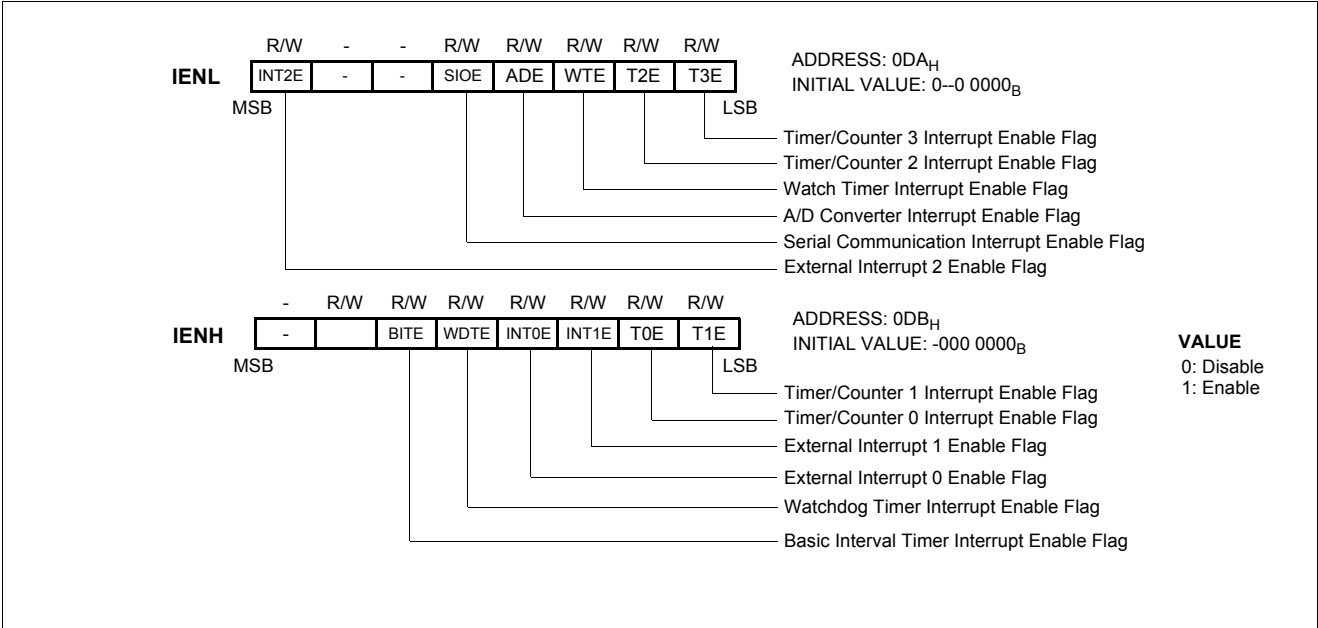 R/W - - R/W R/W R/W R/W R/W
IENL INT2E - - SIOE ADE WTE T2E T3E
MSB LSB
ADDRESS: 0DAH
INITIAL VALUE: 0--0 0000B
Timer/Counter 3 Interrupt Enable Flag
Timer/Counter 2 Interrupt Enable Flag
Watch Timer Interrupt Enable Flag
A/D Converter Interrupt Enable Flag
Serial Communication Interrupt Enable Flag
External Interrupt 2 Enable Flag
- R/W R/W R/W R/W R/W R/W R/W
IENH - BITE WDTE INT0E INT1E T0E T1E
MSB LSB
ADDRESS: 0DBH
INITIAL VALUE: -000 0000B
VALUE
0: Disable
1: Enable
Timer/Counter 1 Interrupt Enable Flag
Timer/Counter 0 Interrupt Enable Flag
External Interrupt 1 Enable Flag
External Interrupt 0 Enable Flag
Watchdog Timer Interrupt Enable Flag
Basic Interval Timer Interrupt Enable Flag